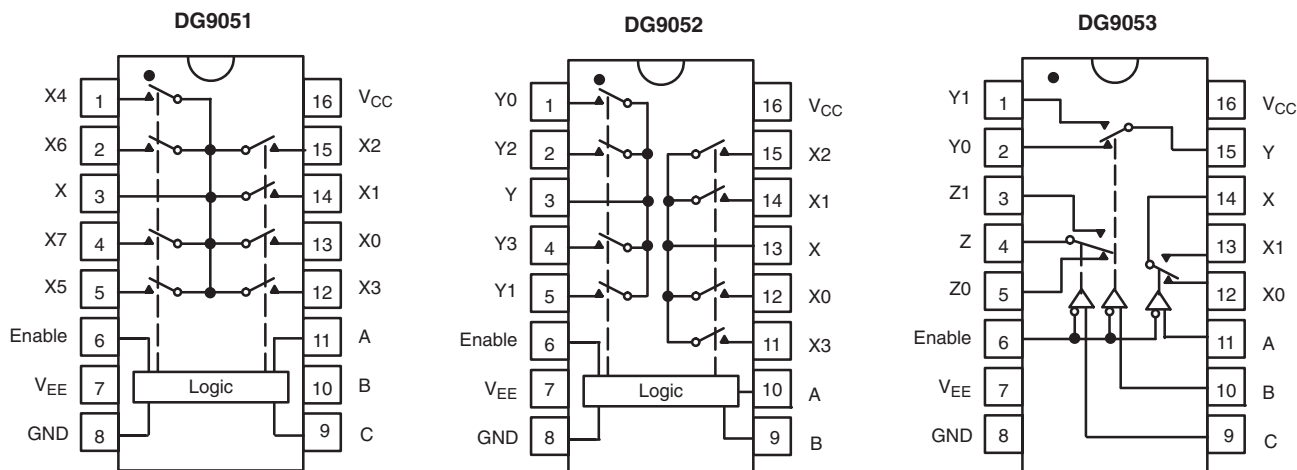 DG9051
X4 1 16 VCC
X6 2 15 X2
X 3 14 X1
X7 4 13 X0
X5 5 12 X3
Enable 6 11 A
VEE 7 Logic 10 B
GND 8 9 C
DG9052
Y0 1 16 VCC
Y2 2 15 X2
Y 3 14 X1
Y3 4 13 X
Y1 5 12 X0
Enable 6 11 X3
VEE 7 Logic 10 A
GND 8 9 B
DG9053
Y1 1 16 VCC
Y0 2 15 Y
Z1 3 14 X
Z 4 13 X1
Z0 5 12 X0
Enable 6 11 A
VEE 7 10 B
GND 8 9 C